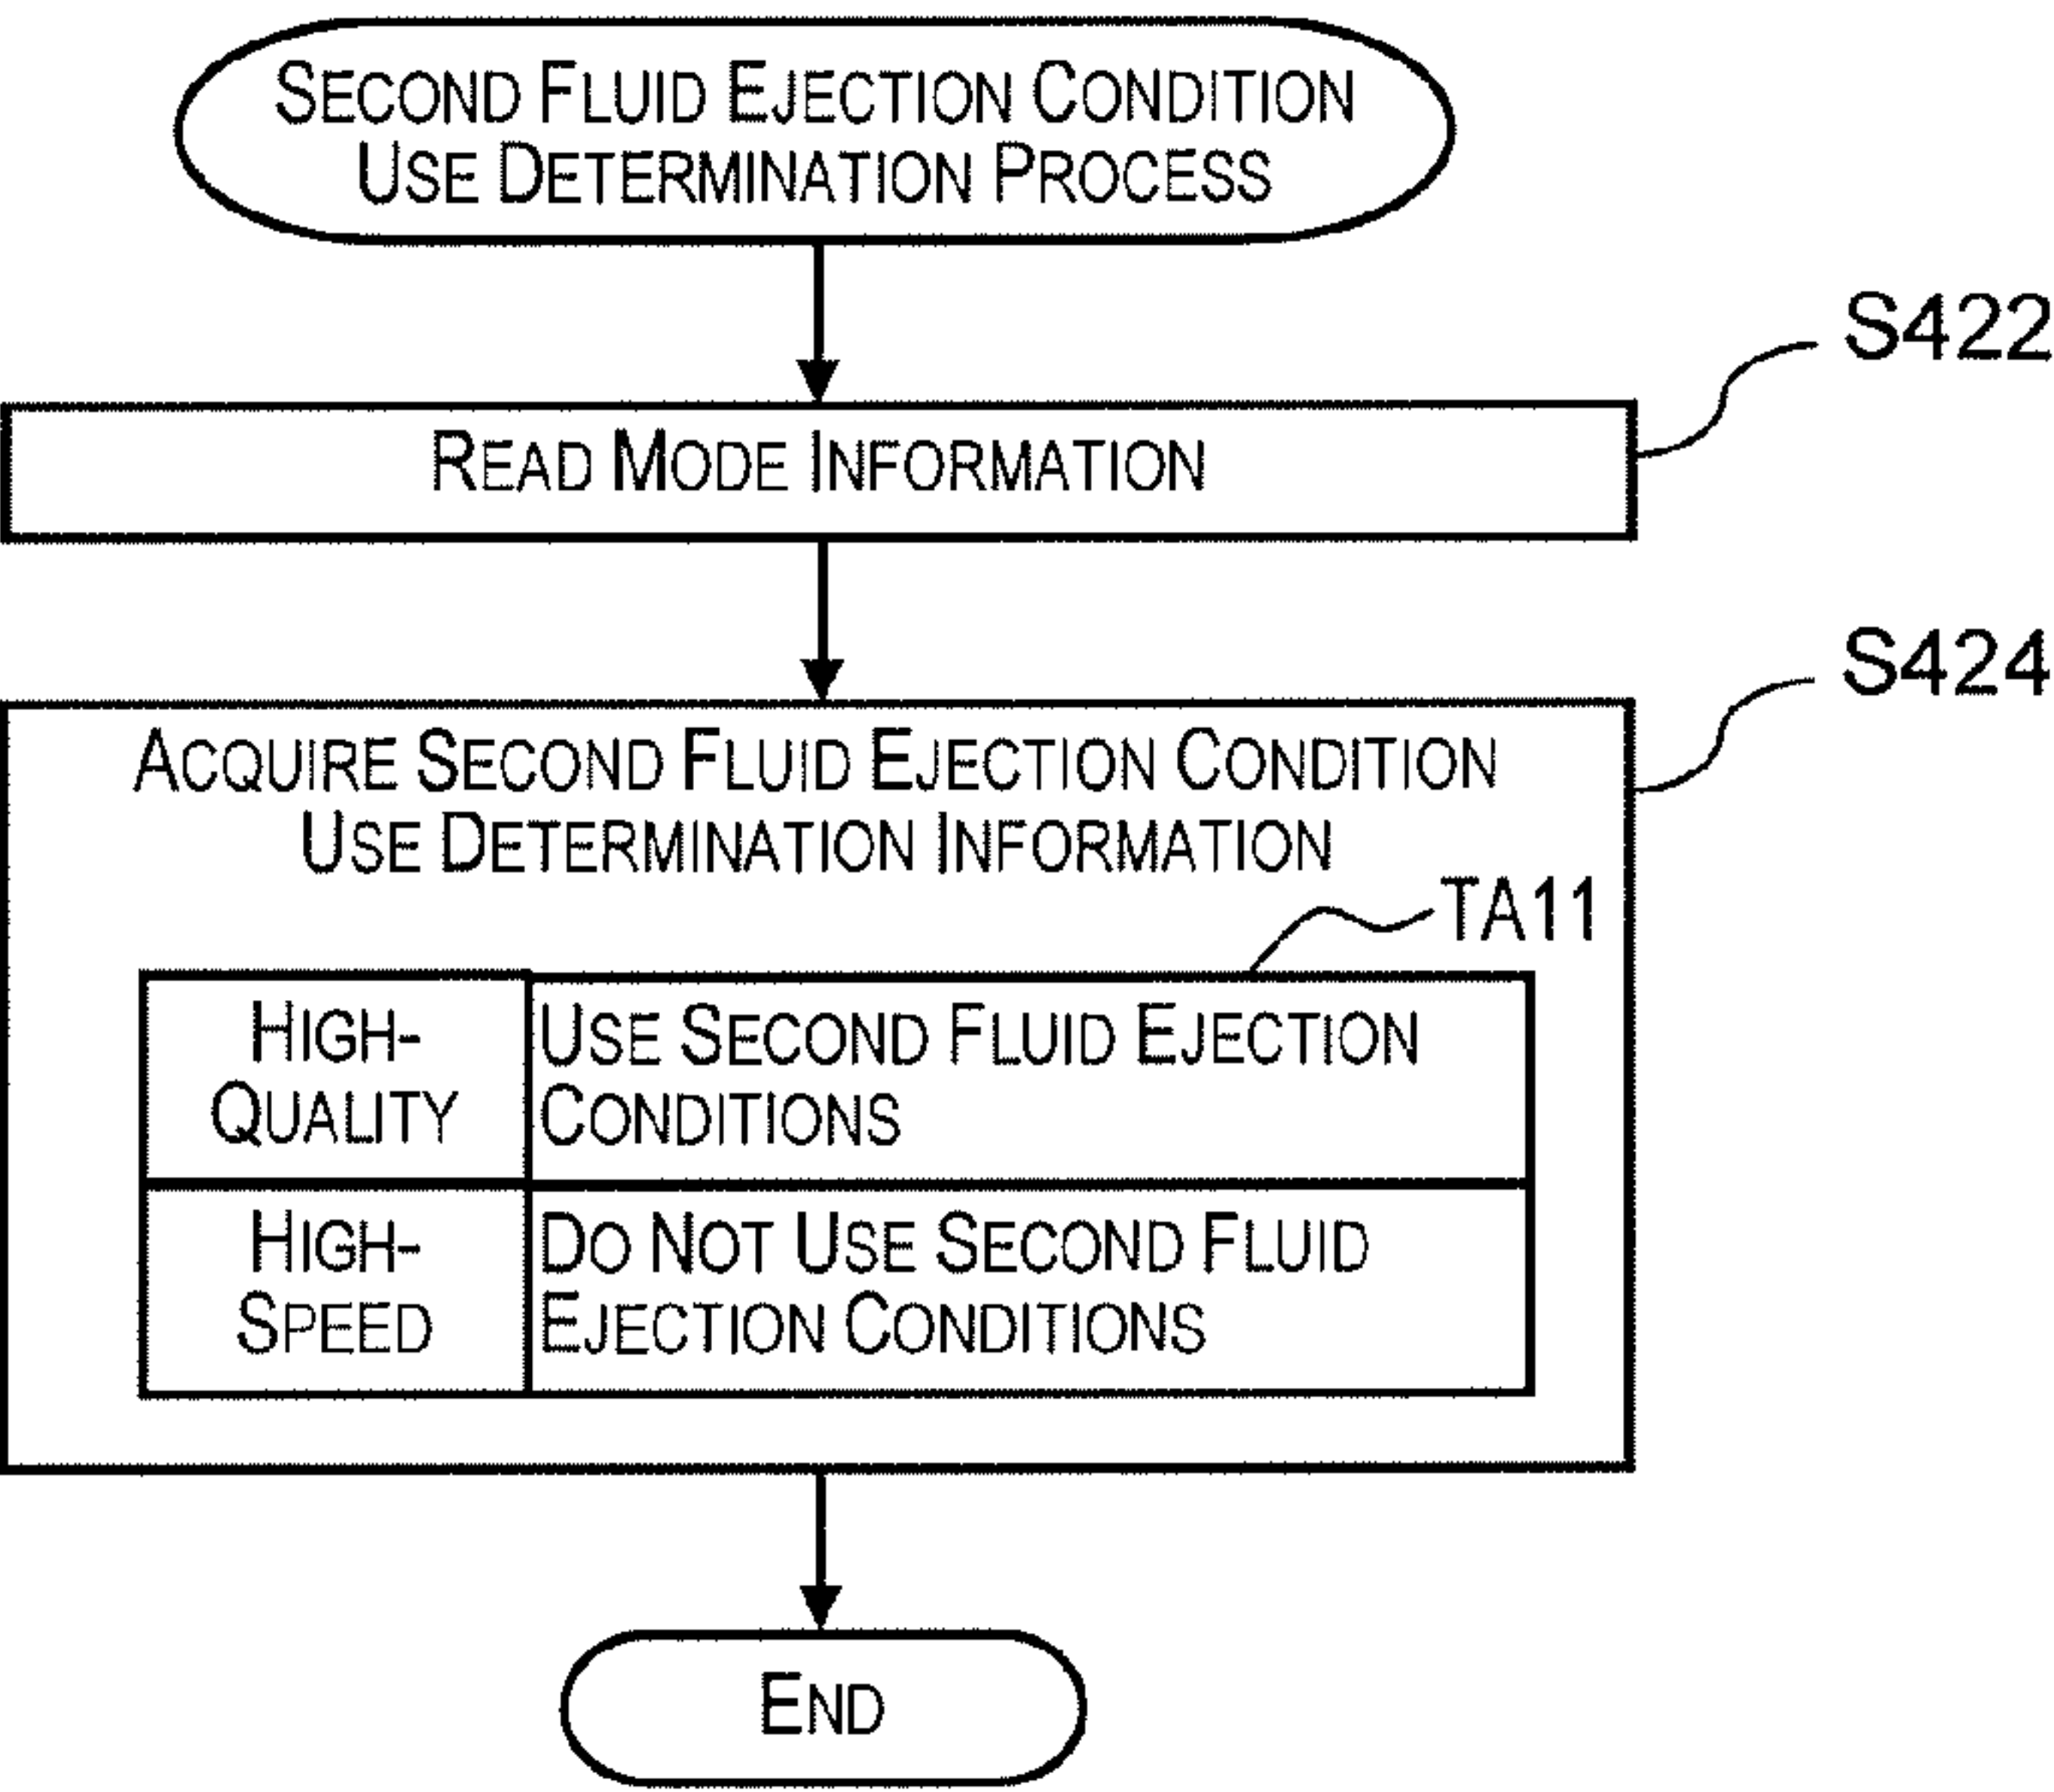 SECOND FLUID EJECTION CONDITION
USE DETERMINATION PROCESS
S422
READ MODE INFORMATION
S424
ACQUIRE SECOND FLUID EJECTION CONDITION
USE DETERMINATION INFORMATION
TA11
HIGH-
QUALITY
USE SECOND FLUID EJECTION
CONDITIONS
HIGH-
SPEED
DO NOT USE SECOND FLUID
EJECTION CONDITIONS
END